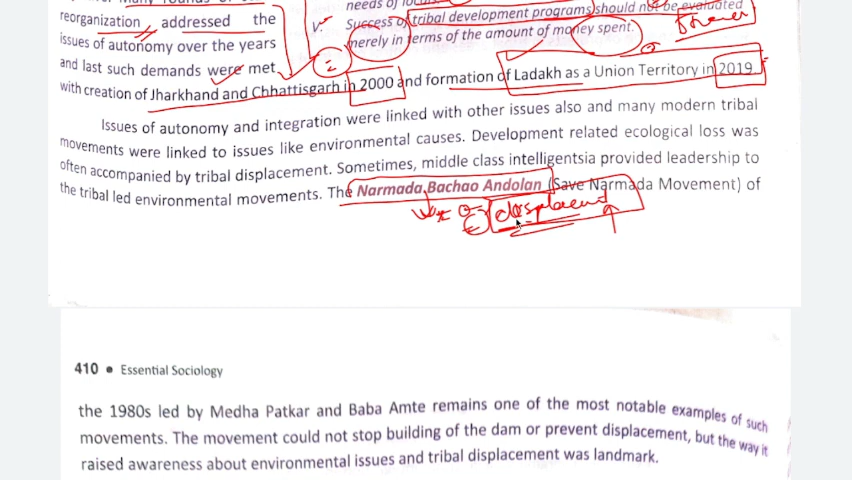 needs of
reorganization addressed the
v. Success of tribal development programs should not be evaluated
merely in terms of the amount of money spent.
issues of autonomy over the years
and last such demands were met
with creation of Jharkhand and Chhattisgarh in 2000 and formation of Ladakh as a Union Territory in 2019.
Issues of autonomy and integration were linked with other issues also and many modern tribal
movements were linked to issues like environmental causes. Development related ecological loss was
often accompanied by tribal displacement. Sometimes, middle class intelligentsia provided leadership to
the tribal led environmental movements. The Narmada Bachao Andolan (Save Narmada Movement) of
410 • Essential Sociology
the 1980s led by Medha Patkar and Baba Amte remains one of the most notable examples of such
movements. The movement could not stop building of the dam or prevent displacement, but the way it
raised awareness about environmental issues and tribal displacement was landmark.